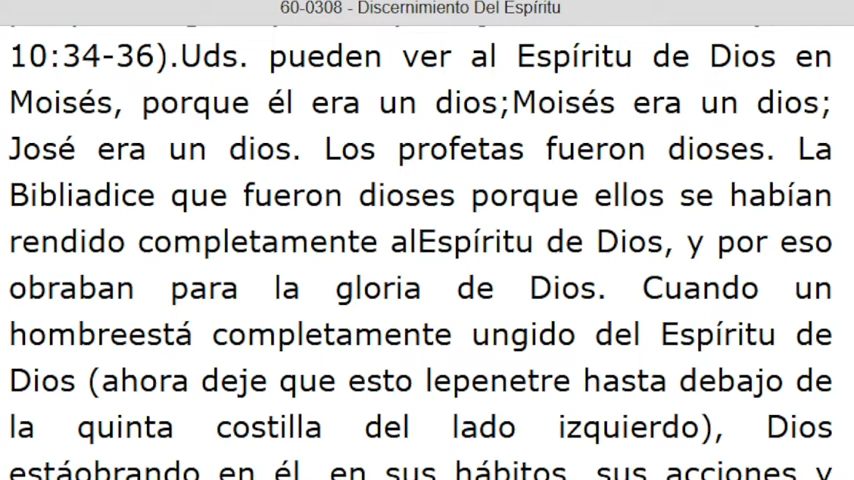 60-0308 - Discernimiento Del Espíritu
10:34-36).Uds. pueden ver al Espíritu de Dios en
Moisés, porque él era un dios;Moisés era un dios;
José era un dios. Los profetas fueron dioses. La
Bibliadice que fueron dioses porque ellos se habían
rendido completamente alEspíritu de Dios, y por eso
obraban para la gloria de Dios. Cuando un
hombreestá completamente ungido del Espíritu de
Dios (ahora deje que esto lepenetre hasta debajo de
la quinta costilla del lado izquierdo), Dios
estáobrando en él, en sus hábitos, sus acciones y